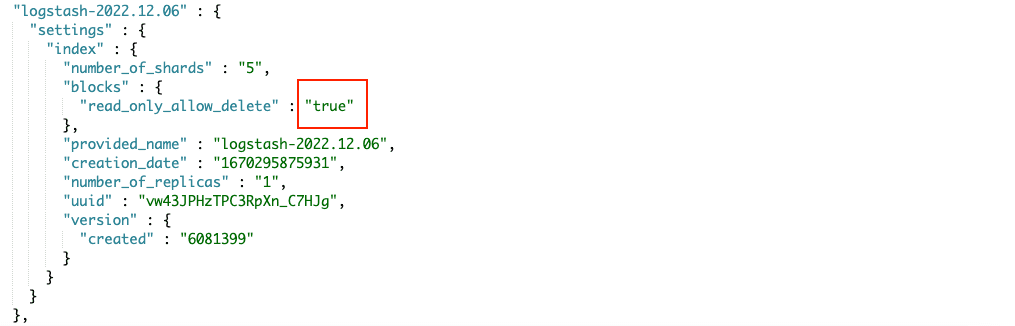 "logstash-2022.12.06" : {
"settings" : {
"index" : {
"number_of_shards" : "5",
"blocks" : {
"read_only_allow_delete" : "true"
},
"provided_name" : "logstash-2022.12.06",
"creation_date" : "1670295875931",
"number_of_replicas" : "1",
"uuid" : "vw43JPHzTPC3RpXn_C7HJg",
"version" : {
"created" : "6081399"
}
}
}
},